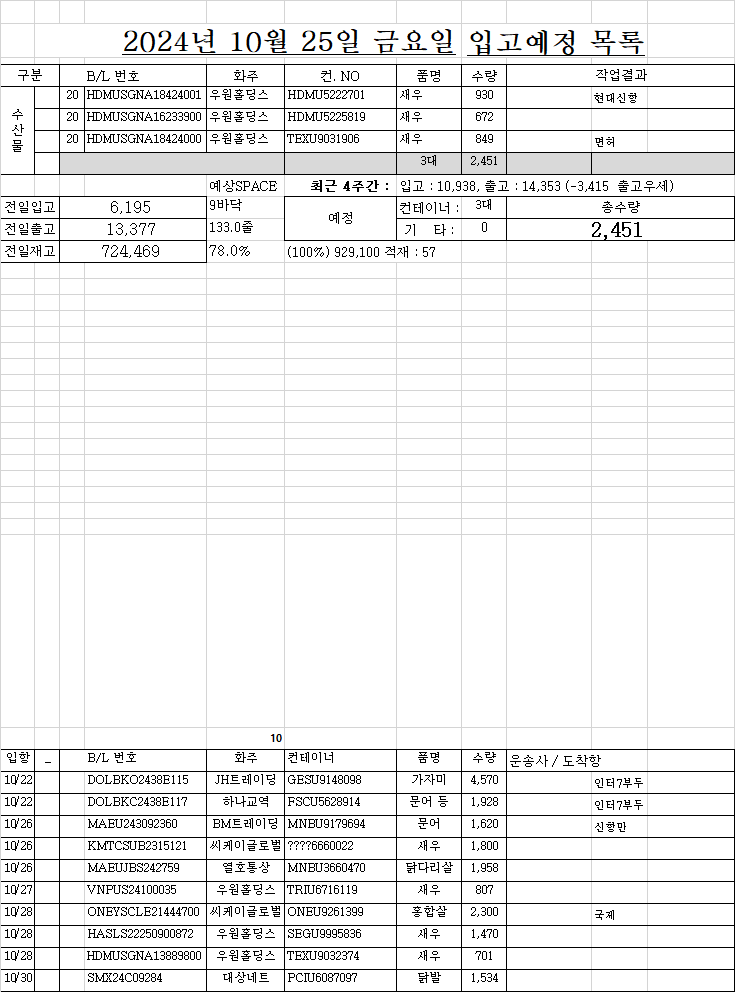 2024년 10월 25일 금요일 입고예정 목록
구분 B/L 번호 화주 컨. NO 품명 수량 작업결과
수산물
20 HDMUSGNA18424001 우원홀딩스 HDMU5222701 새우 930 현대신항
20 HDMUSGNA16233900 우원홀딩스 HDMU5225819 새우 672
20 HDMUSGNA18424000 우원홀딩스 TEXU9031906 새우 849 면허
3대 2,451
예상SPACE 최근 4주간 : 입고 : 10,938, 출고 : 14,353 (-3,415 출고우세)
전일입고 6,195 9바닥 예정 컨테이너 : 3대 총수량
전일출고 13,377 133.0줄 기 타 : 0 2,451
전일재고 724,469 78.0% (100%) 929,100 적재 : 57
10
입항 _ B/L 번호 화주 컨테이너 품명 수량 운송사 / 도착항
10/22 DOLBKO2438E115 JH트레이딩 GESU9148098 가자미 4,570 인터7부두
10/22 DOLBKC2438E117 하나교역 FSCU5628914 문어 등 1,928 인터7부두
10/26 MAEU243092360 BM트레이딩 MNBU9179694 문어 1,620 신항만
10/26 KMTCSUB2315121 씨케이글로벌 ????6660022 새우 1,800
10/26 MAEUJBS242759 열호통상 MNBU3660470 닭다리살 1,958
10/27 VNPUS24100035 우원홀딩스 TRIU6716119 새우 807
10/28 ONEYSCLE21444700 씨케이글로벌 ONEU9261399 홍합살 2,300 국제
10/28 HASLS22250900872 우원홀딩스 SEGU9995836 새우 1,470
10/28 HDMUSGNA13889800 우원홀딩스 TEXU9032374 새우 701
10/30 SMX24C09284 대상네트 PCIU6087097 닭발 1,534